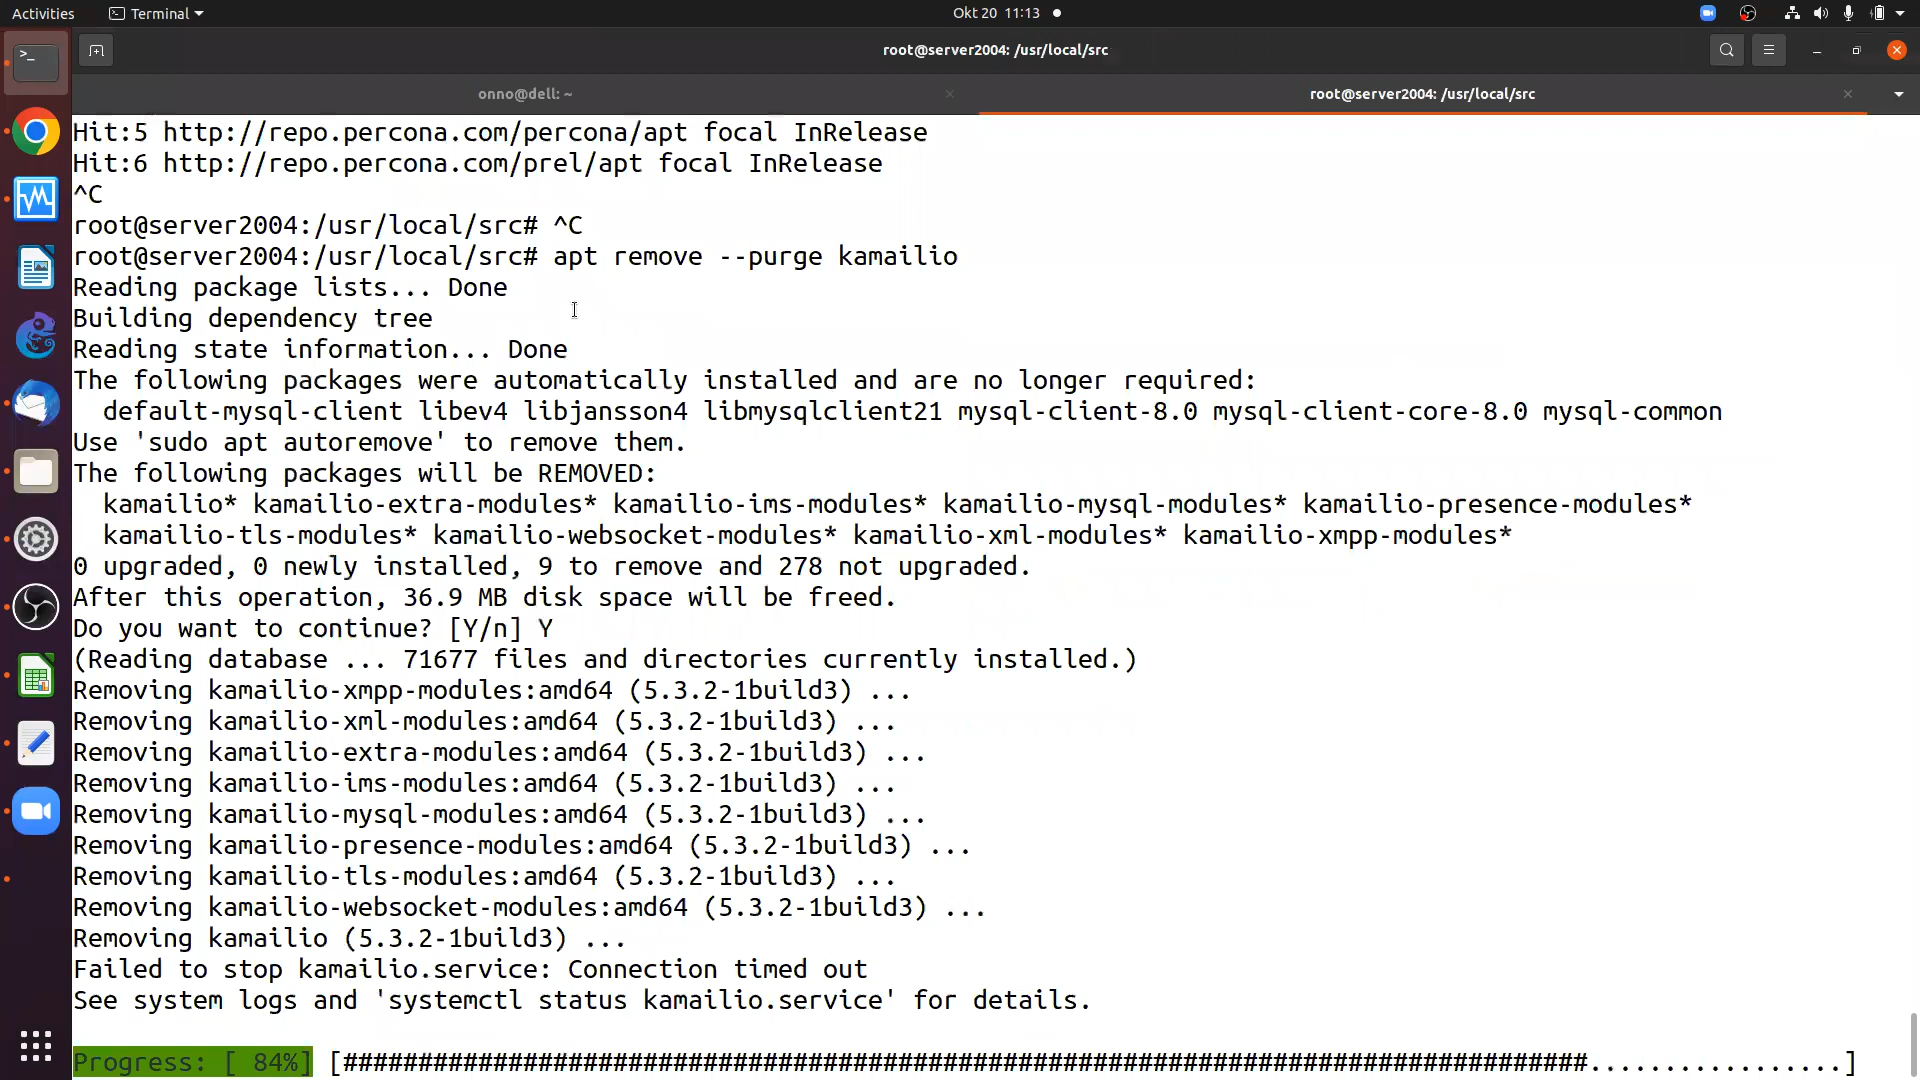 Activities
Terminal
Okt 20 11:13
root@server2004: /usr/local/src
onno@dell: ~
root@server2004: /usr/local/src
Hit:5 http://repo.percona.com/percona/apt focal InRelease
Hit:6 http://repo.percona.com/prel/apt focal InRelease
^C
root@server2004:/usr/local/src# ^C
root@server2004:/usr/local/src# apt remove --purge kamailio
Reading package lists... Done
Building dependency tree
Reading state information... Done
The following packages were automatically installed and are no longer required:
default-mysql-client libev4 libjansson4 libmysqlclient21 mysql-client-8.0 mysql-client-core-8.0 mysql-common
Use 'sudo apt autoremove' to remove them.
The following packages will be REMOVED:
kamailio* kamailio-extra-modules* kamailio-ims-modules* kamailio-mysql-modules* kamailio-presence-modules*
kamailio-tls-modules* kamailio-websocket-modules* kamailio-xml-modules* kamailio-xmpp-modules*
0 upgraded, 0 newly installed, 9 to remove and 278 not upgraded.
After this operation, 36.9 MB disk space will be freed.
Do you want to continue? [Y/n] Y
(Reading database ... 71677 files and directories currently installed.)
Removing kamailio-xmpp-modules:amd64 (5.3.2-1build3) ...
Removing kamailio-xml-modules:amd64 (5.3.2-1build3) ...
Removing kamailio-extra-modules:amd64 (5.3.2-1build3) ...
Removing kamailio-ims-modules:amd64 (5.3.2-1build3) ...
Removing kamailio-mysql-modules:amd64 (5.3.2-1build3) ...
Removing kamailio-presence-modules:amd64 (5.3.2-1build3) ...
Removing kamailio-tls-modules:amd64 (5.3.2-1build3) ...
Removing kamailio-websocket-modules:amd64 (5.3.2-1build3) ...
Removing kamailio (5.3.2-1build3) ...
Failed to stop kamailio.service: Connection timed out
See system logs and 'systemctl status kamailio.service' for details.
Progress: [ 84%] [###################################################################################.................]